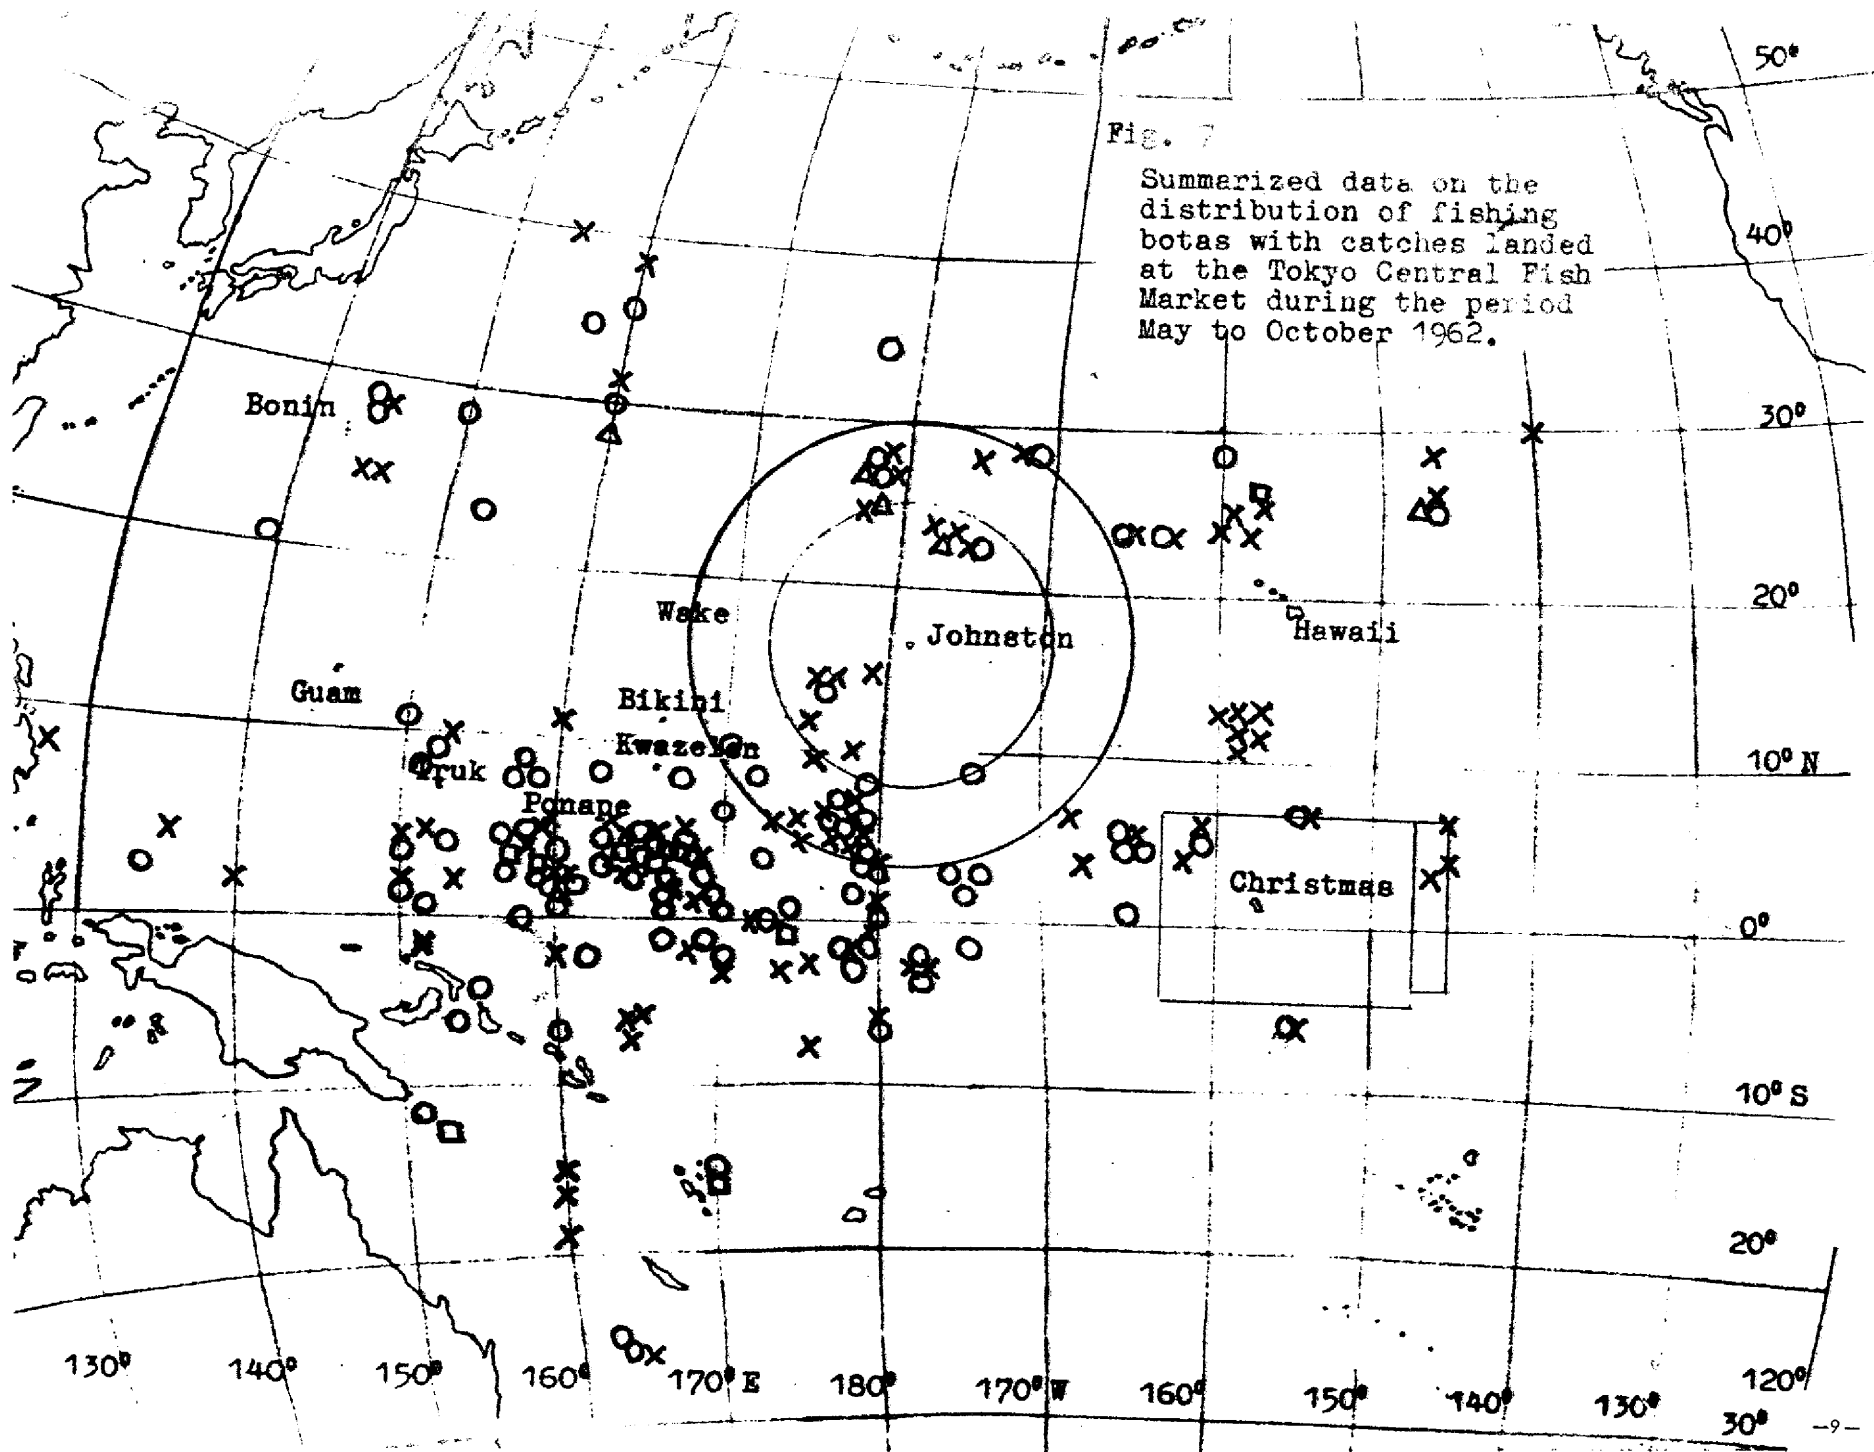 50°
Fig. 7
Summarized data on the
distribution of fishing
botas with catches landed
at the Tokyo Central Fish
Market during the period
May to October 1962.
40°
30°
Bonin
20°
Wake
Johnston
Hawaii
Guam
Bikini
Kwazelen
10° N
Truk
Ponape
Christmas
0°
10° S
20°
130°
140°
150°
160°
170° E
180°
170° W
160°
150°
140°
130°
120°
30°
-9-